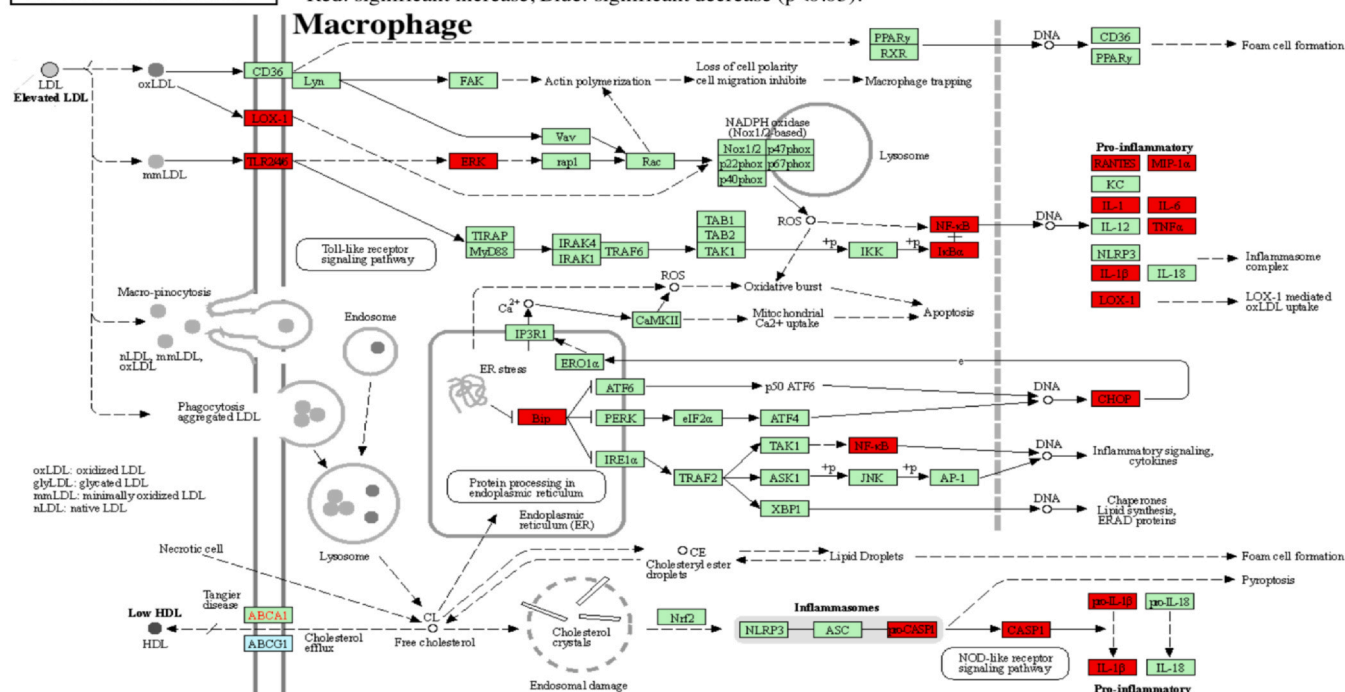 Red: significant increase, Blue: significant decrease (p<0.05).
Macrophage
LDL
Elevated LDL
oxLDL
mmLDL
CD36
Lyn
FAK
Actin polymerization
Loss of cell polarity
cell migration inhibite
Macrophage trapping
PPARγ
RXR
DNA
CD36
PPARγ
Foam cell formation
LOX-1
TLR2/4/6
ERK
Vav
rap1
Rac
NADPH oxidase
(Nox1/2-based)
Nox1/2
p47phox
p22phox
p67phox
p40phox
Lysosome
Pro-inflammatory
RANTES
MIP-1α
KC
IL-1
IL-6
IL-12
TNFα
NLRP3
IL-1β
IL-18
LOX-1
Inflammasome
complex
LOX-1 mediated
oxLDL uptake
ROS
NF-κB
IκBα
DNA
Toll-like receptor
signaling pathway
TIRAP
MyD88
IRAK4
IRAK1
TRAF6
TAB1
TAB2
TAK1
+p
IKK
+p
Macro-pinocytosis
nLDL, mmLDL,
oxLDL
Endosome
Ca2+
ROS
Oxidative burst
CaMKII
Mitochondrial
Ca2+ uptake
Apoptosis
IP3R1
ER stress
ERO1α
e
Phagocytosis
aggregated LDL
Bip
ATF6
p50 ATF6
PERK
eIF2α
ATF4
IRE1α
DNA
CHOP
TRAF2
TAK1
NF-κB
ASK1
+p
JNK
+p
AP-1
XBP1
DNA
Inflammatory signaling,
cytokines
DNA
Chaperones
Lipid synthesis,
ERAD proteins
oxLDL: oxidized LDL
glyLDL: glycated LDL
mmLDL: minimally oxidized LDL
nLDL: native LDL
Protein processing in
endoplasmic reticulum
Endoplasmic
reticulum (ER)
Lysosome
Necrotic cell
CE
Cholesteryl ester
droplets
Lipid Droplets
Foam cell formation
Pyroptosis
Low HDL
HDL
Tangier
disease
ABCA1
ABCG1
Cholesterol
efflux
CL
Free cholesterol
Cholesterol
crystals
Endosomal damage
Nrf2
Inflammasomes
NLRP3
ASC
proCASP1
CASP1
NOD-like receptor
signaling pathway
pro-IL-1β
pro-IL-18
IL-1β
IL-18
Pro-inflammatory